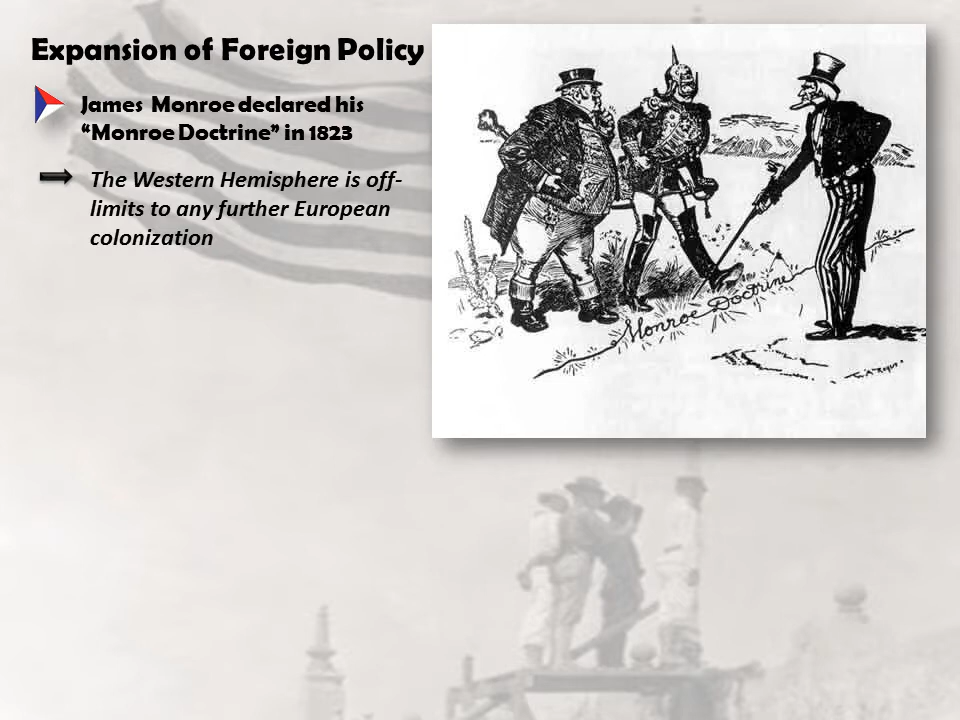 Expansion of Foreign Policy
James Monroe declared his
“Monroe Doctrine” in 1823
The Western Hemisphere is off-
limits to any further European
colonization
Monroe Doctrine